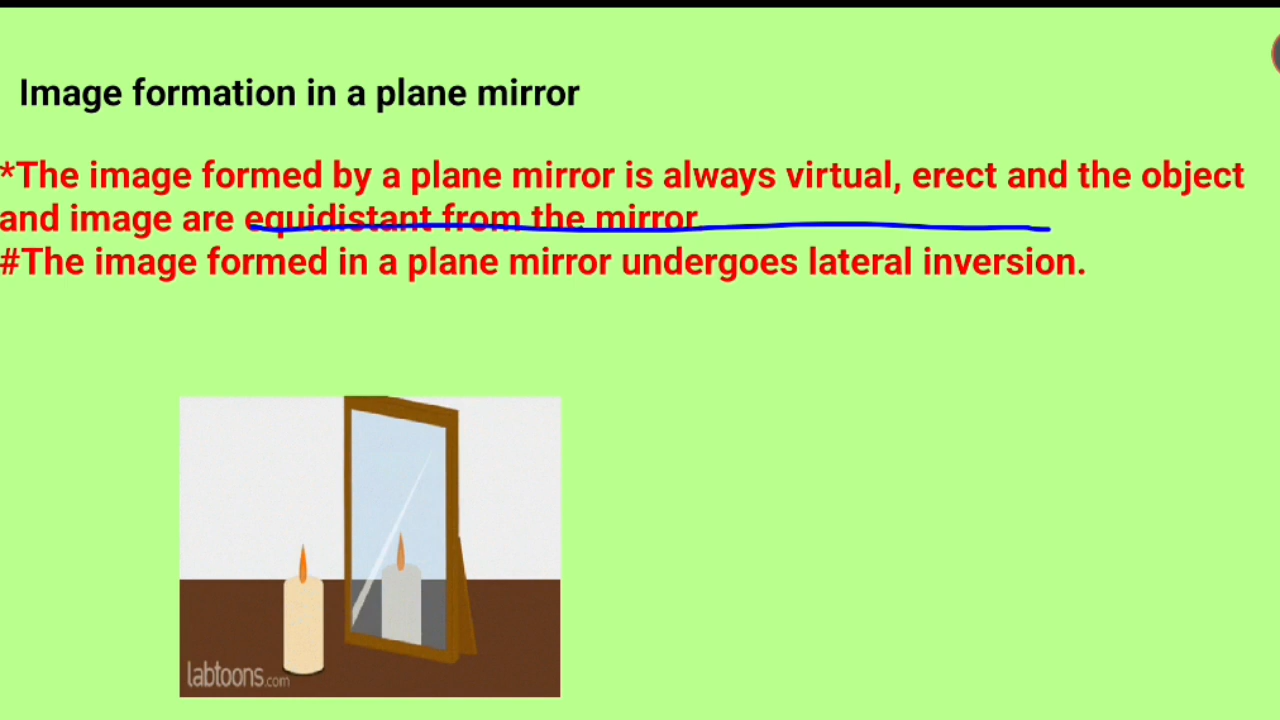 Image formation in a plane mirror
*The image formed by a plane mirror is always virtual, erect and the object
and image are equidistant from the mirror
#The image formed in a plane mirror undergoes lateral inversion.
labtoons.com